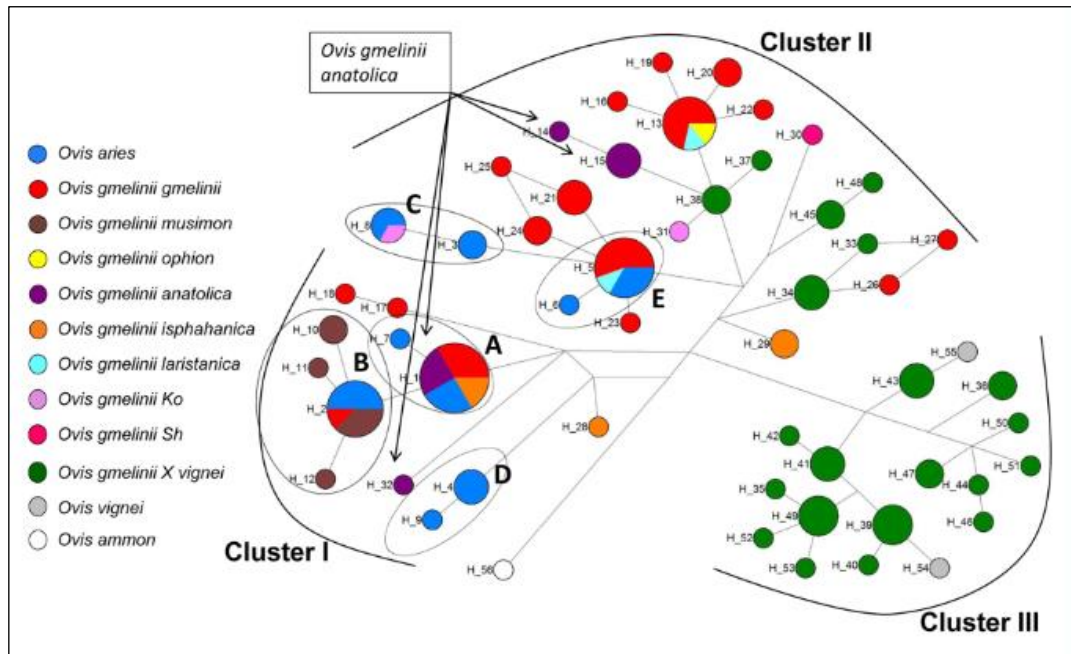 Cluster II
Ovis gmelinii
anatolica
Ovis aries
Ovis gmelinii gmelinii
Ovis gmelinii musimon
Ovis gmelinii ophion
Ovis gmelinii anatolica
Ovis gmelinii isphahanica
Ovis gmelinii laristanica
Ovis gmelinii Ko
Ovis gmelinii Sh
Ovis gmelinii X vignei
Ovis vignei
Ovis ammon
H_19
H_20
H_16
H_22
H_13
H_14
H_30
H_15
H_37
H_25
H_48
H_38
H_21
H_45
C
H_8
H_24
H_31
H_3
H_33
H_27
H_5
E
H_26
H_34
H_6
H_18
H_17
H_23
H_10
H_7
A
H_29
H_55
B
H_11
H_1
H_43
H_36
H_2
H_28
H_50
H_42
H_12
H_41
H_51
H_32
D
H_4
H_47
H_44
H_35
H_9
H_49
H_39
H_46
H_52
Cluster I
H_56
H_53
H_40
H_54
Cluster III